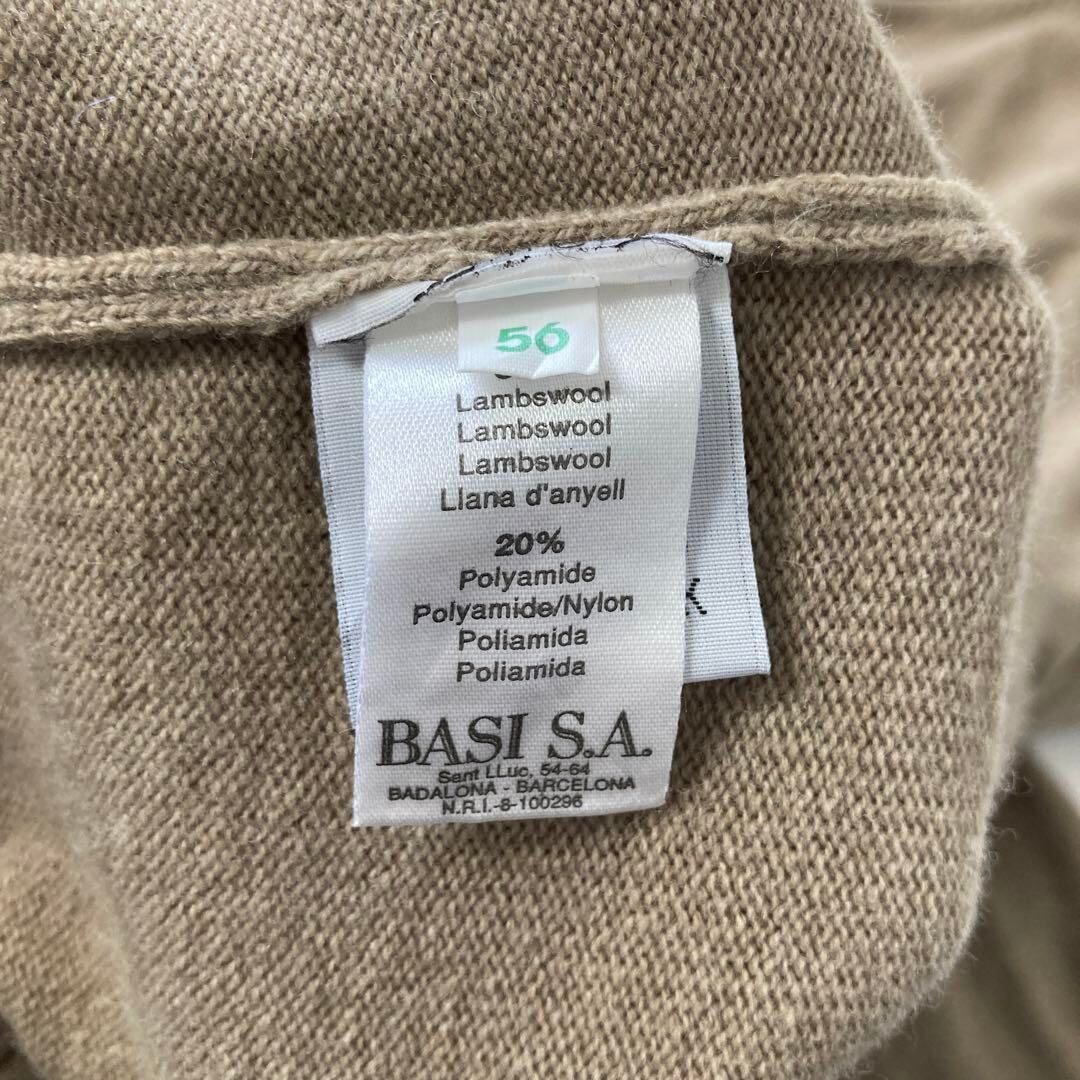 56
Lambswool
Lambswool
Lambswool
Llana d'anyell
20%
Polyamide
Polyamide/Nylon
Poliamida
Poliamida
K
BASI S.A.
Sant LLuc, 54-64
BADALONA - BARCELONA
N.R.I.-8-100296